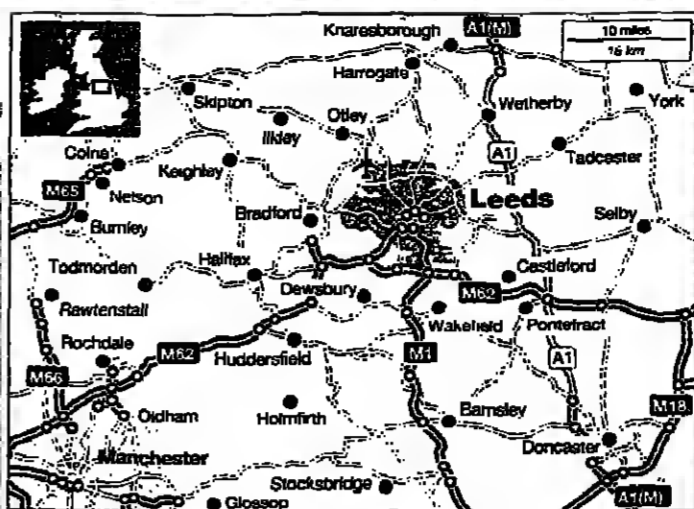 Knaresborough
A1(M)
10 miles
16 km
Harrogate
Skipton
Wetherby
York
Ilkley
Otley
Colne
Keighley
A1
Tadcaster
M65
Nelson
Leeds
Burnley
Bradford
Selby
Todmorden
Halifax
Castleford
Rawtenstall
Dewsbury
M62
Wakefield
Pontefract
Rochdale
M62
Huddersfield
M1
A1
M66
Oldham
Holmfirth
Barnsley
M18
Manchester
Doncaster
Stocksbridge
A1(M)
Glossop